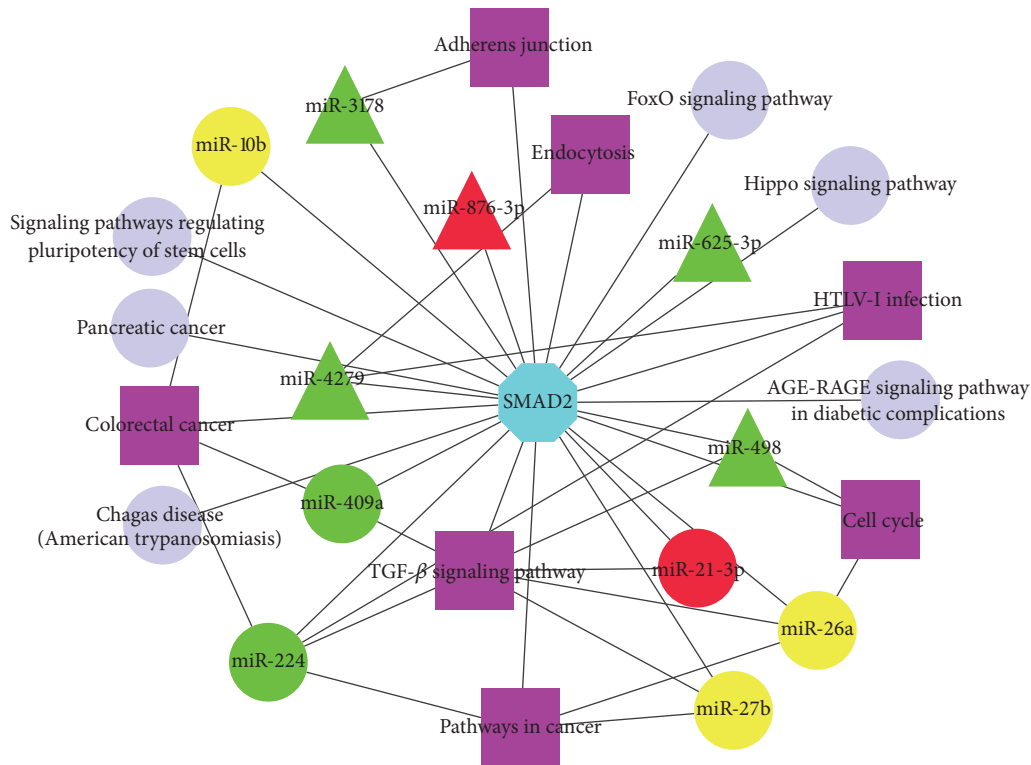 Adherens junction
miR-3178
FoxO signaling pathway
miR-10b
Endocytosis
Hippo signaling pathway
miR-876-3p
Signaling pathways regulating
pluripotency of stem cells
miR-625-3p
HTLV-I infection
Pancreatic cancer
miR-4279
AGE-RAGE signaling pathway
in diabetic complications
SMAD2
Colorectal cancer
miR-498
miR-409a
Chagas disease
(American trypanosomiasis)
Cell cycle
TGF-β signaling pathway
miR-21-3p
miR-26a
miR-224
miR-27b
Pathways in cancer